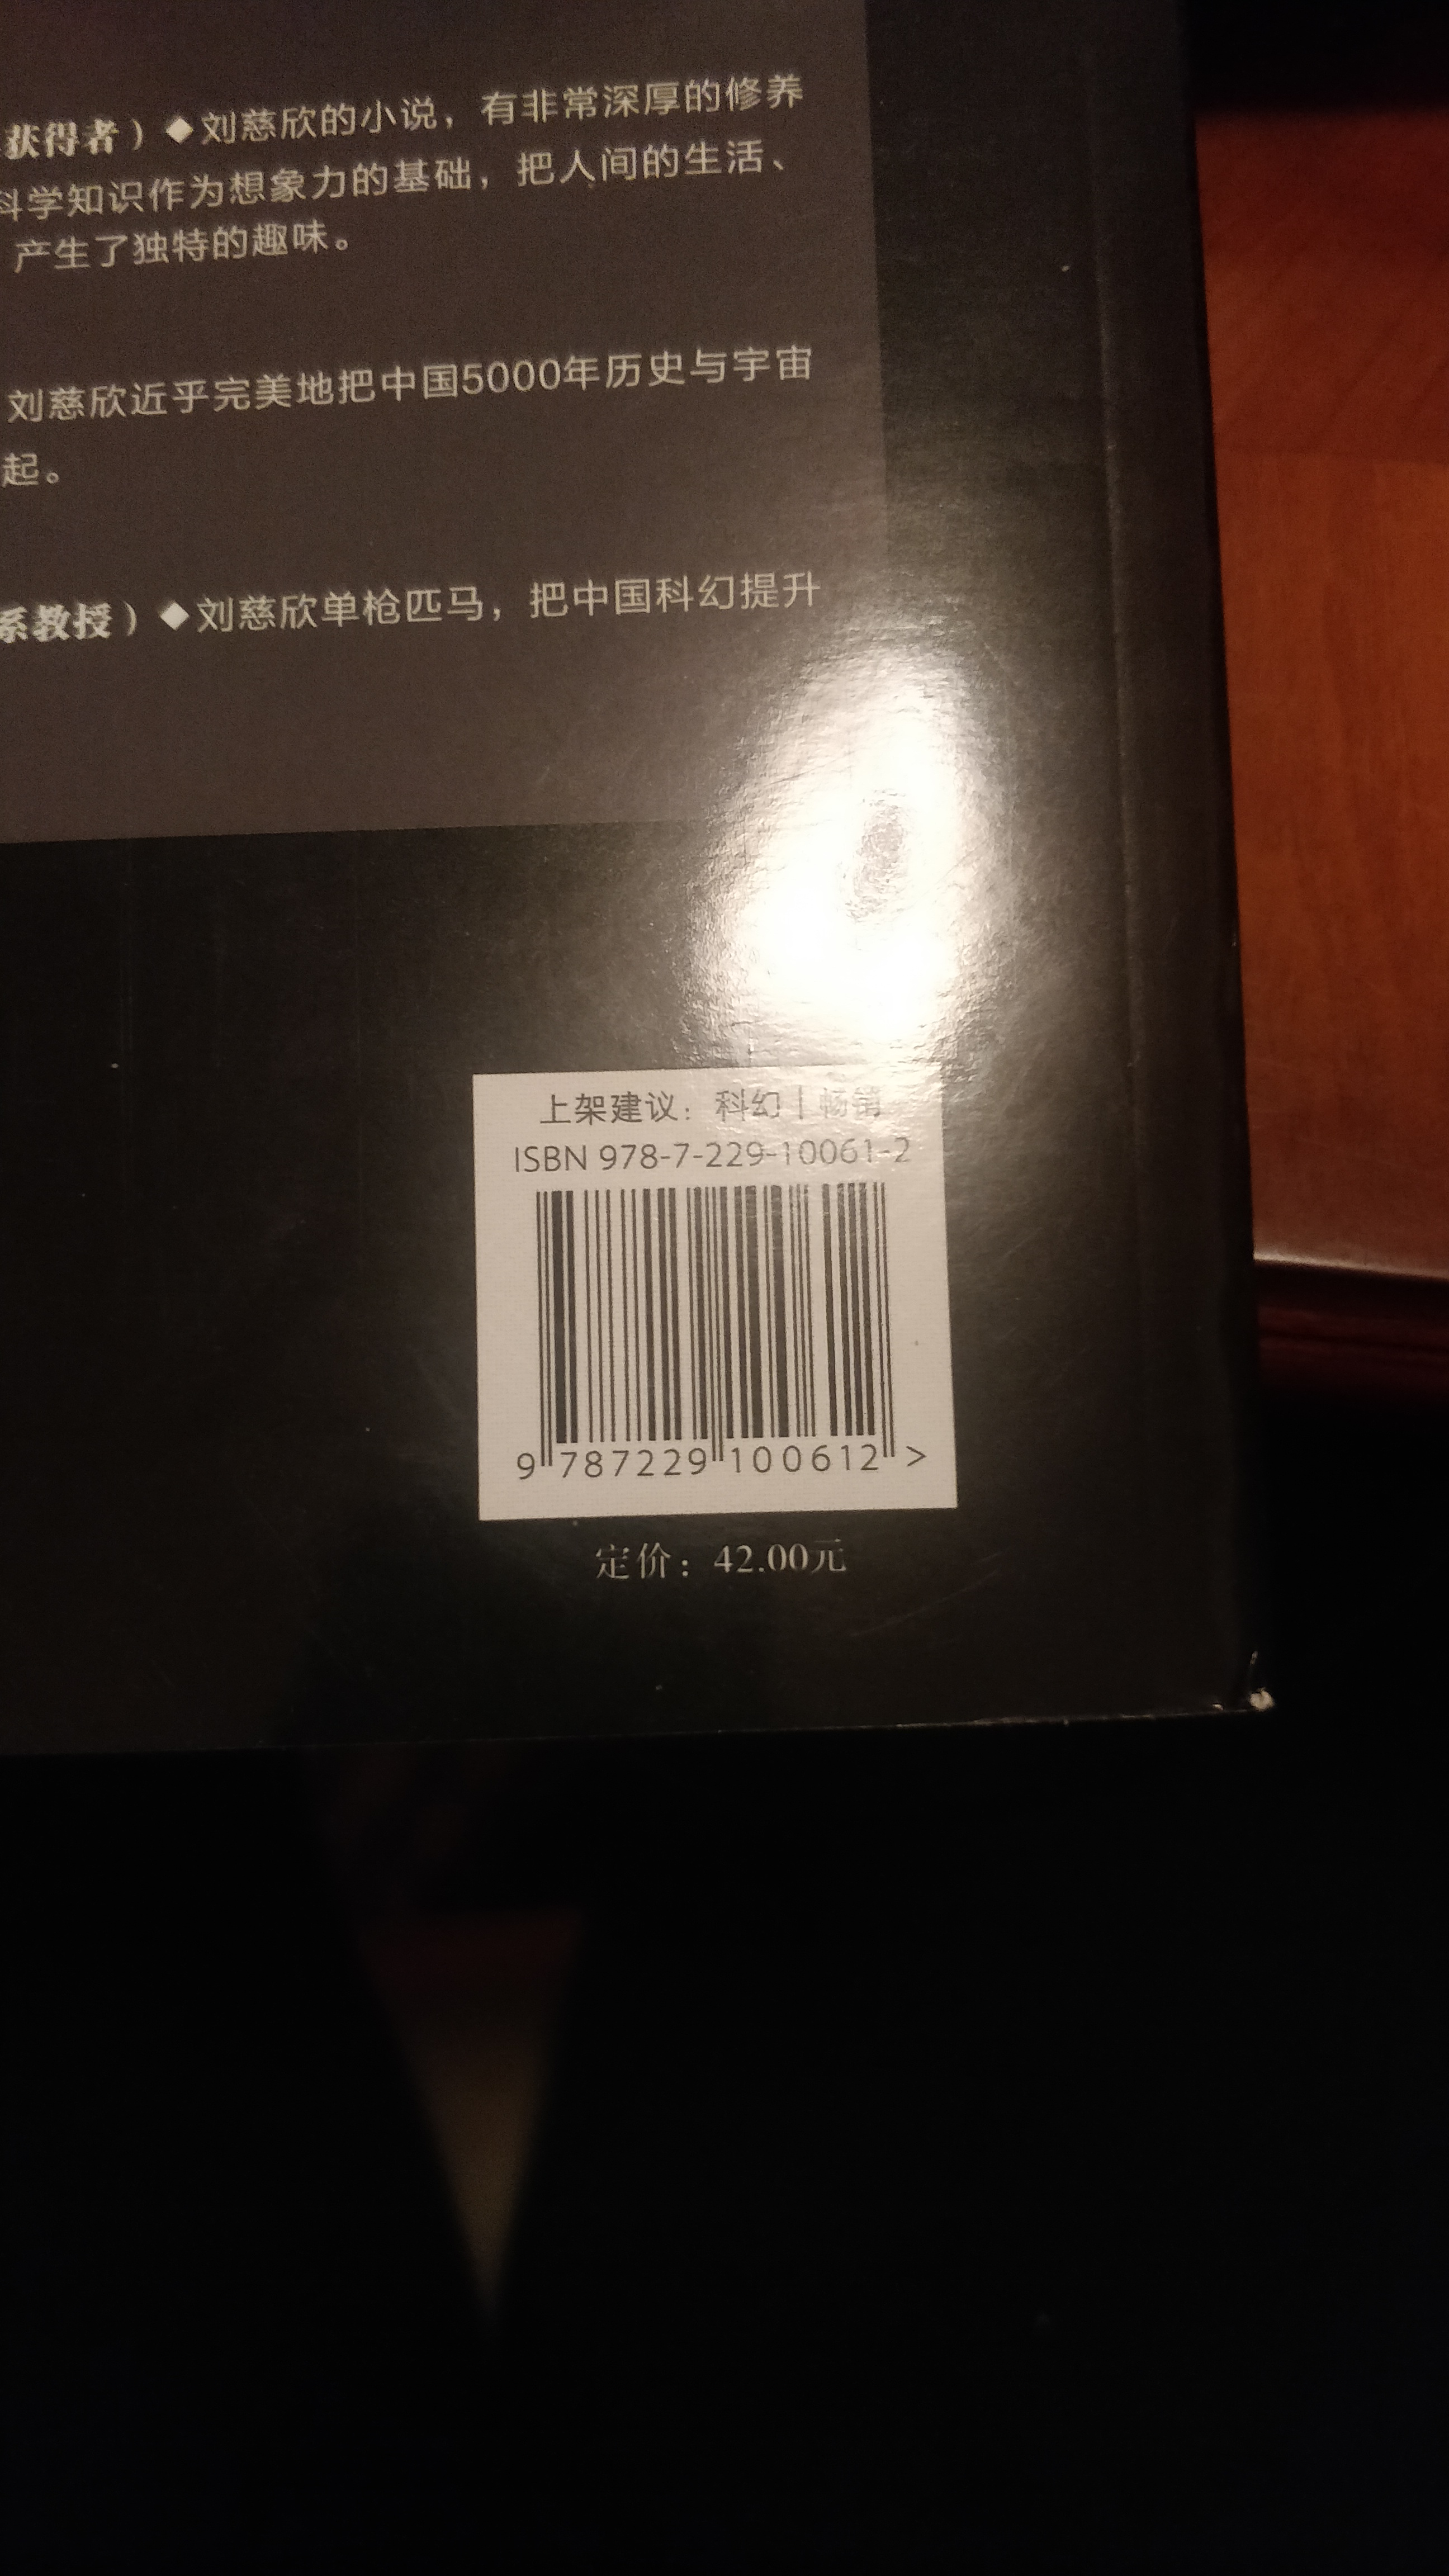 获得者）◆刘慈欣的小说，有非常深厚的修养
科学知识作为想象力的基础，把人间的生活、
产生了独特的趣味。
刘慈欣近乎完美地把中国5000年历史与宇宙
起。
系教授）◆刘慈欣单枪匹马，把中国科幻提升
上架建议：科幻｜畅销
ISBN 978-7-229-10061-2
9 787229 100612 >
定价：42.00元